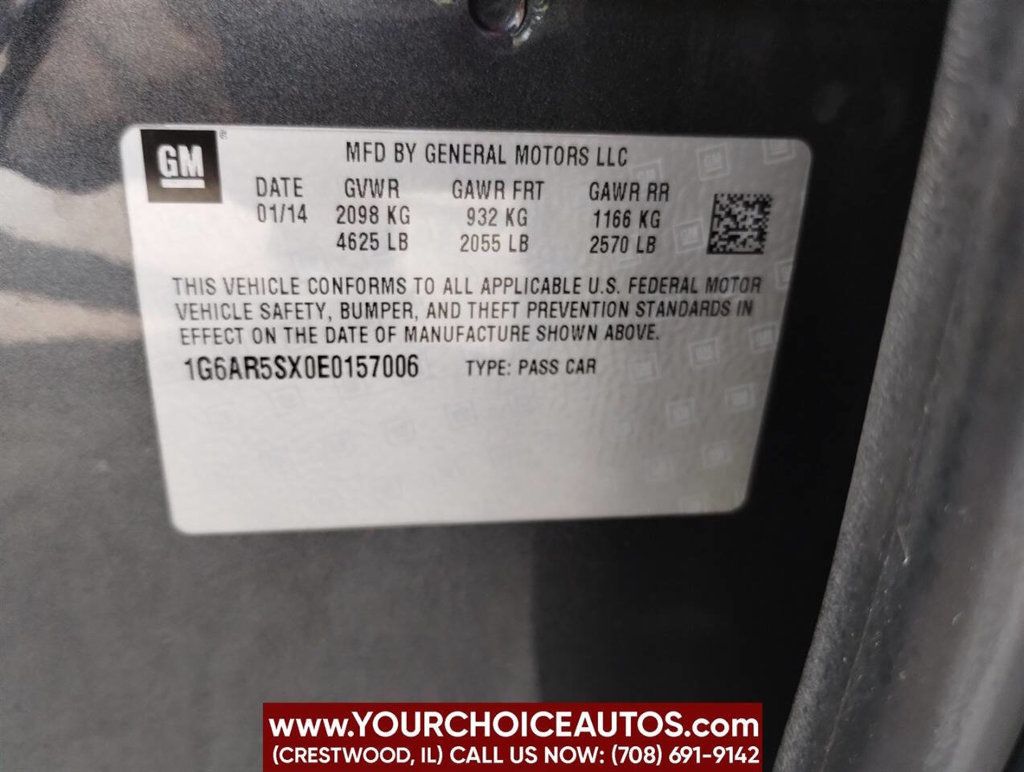 GM ®
MFD BY GENERAL MOTORS LLC
DATE GVWR GAWR FRT GAWR RR
01/14 2098 KG 932 KG 1166 KG
4625 LB 2055 LB 2570 LB
THIS VEHICLE CONFORMS TO ALL APPLICABLE U.S. FEDERAL MOTOR
VEHICLE SAFETY, BUMPER, AND THEFT PREVENTION STANDARDS IN
EFFECT ON THE DATE OF MANUFACTURE SHOWN ABOVE.
1G6AR5SX0E0157006 TYPE: PASS CAR
www.YOURCHOICEAUTOS.com
(CRESTWOOD, IL) CALL US NOW: (708) 691-9142